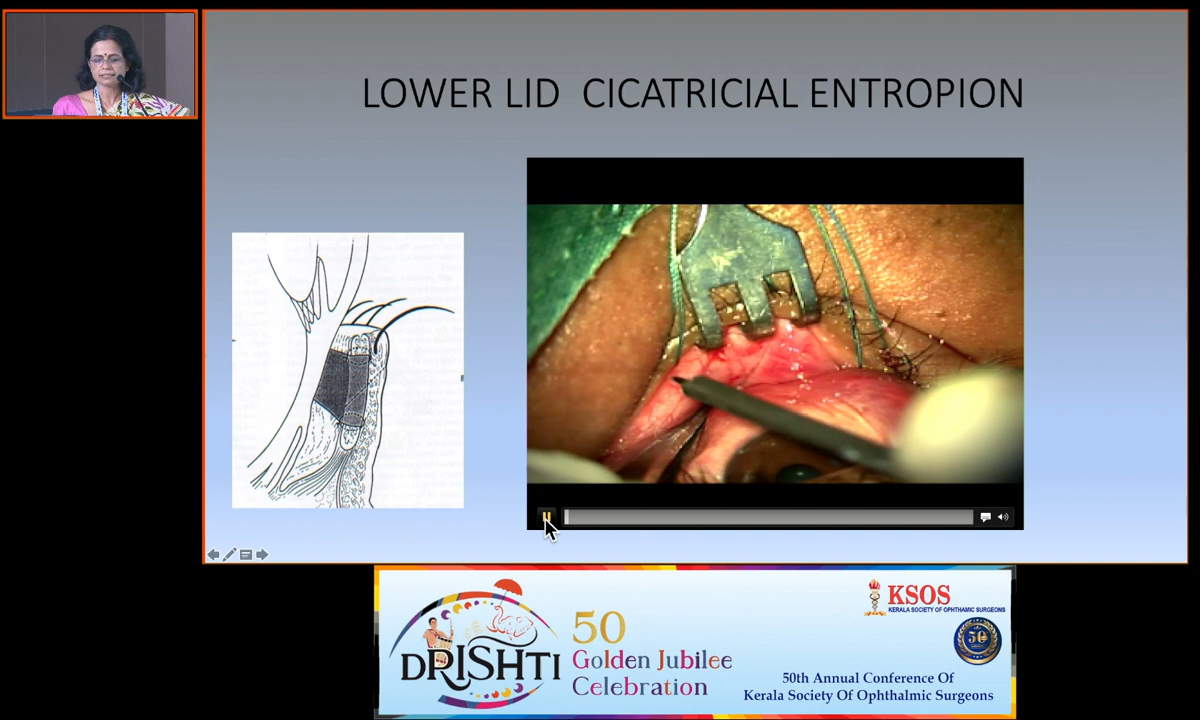 LOWER LID CICATRICIAL ENTROPION
DRISHTI
50
Golden Jubilee
Celebration
KSOS
KERALA SOCIETY OF OPHTHAMIC SURGEONS
50
50th Annual Conference Of
Kerala Society Of Ophthalmic Surgeons